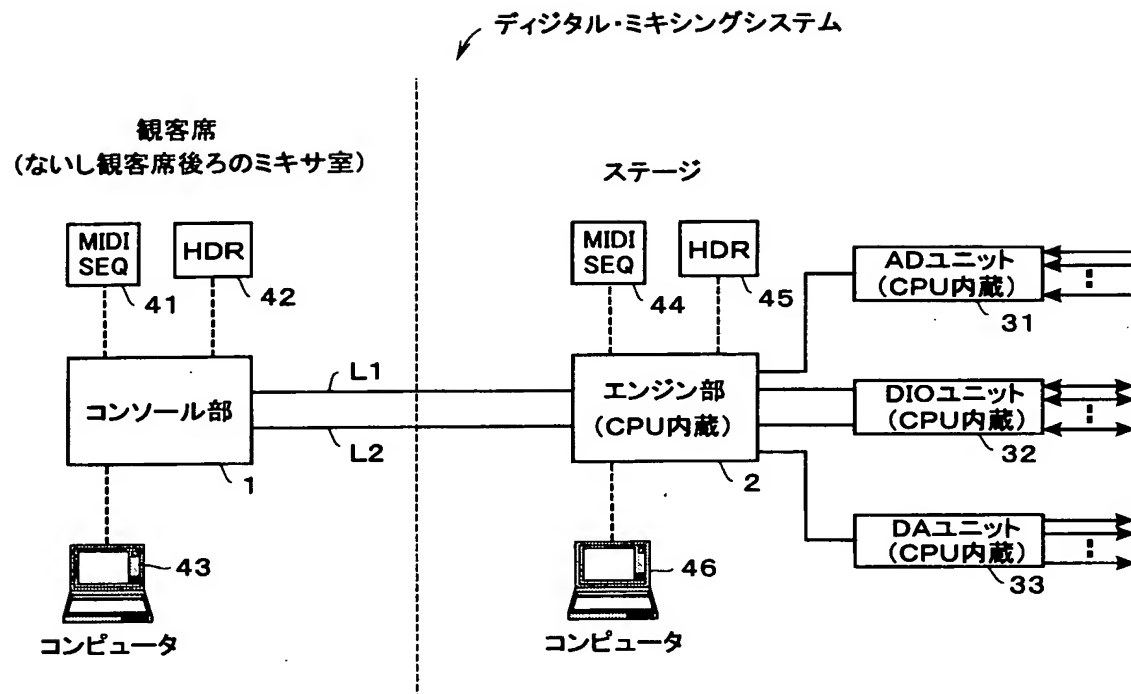 ディジタル・ミキシングシステム
観客席
(ないし観客席後ろのミキサ室)
ステージ
MIDI
SEQ
41
HDR
42
MIDI
SEQ
44
HDR
45
ADユニット
(CPU内蔵)
31
コンソール部
1
L1
L2
エンジン部
(CPU内蔵)
2
DIOユニット
(CPU内蔵)
32
DAユニット
(CPU内蔵)
33
43
コンピュータ
46
コンピュータ